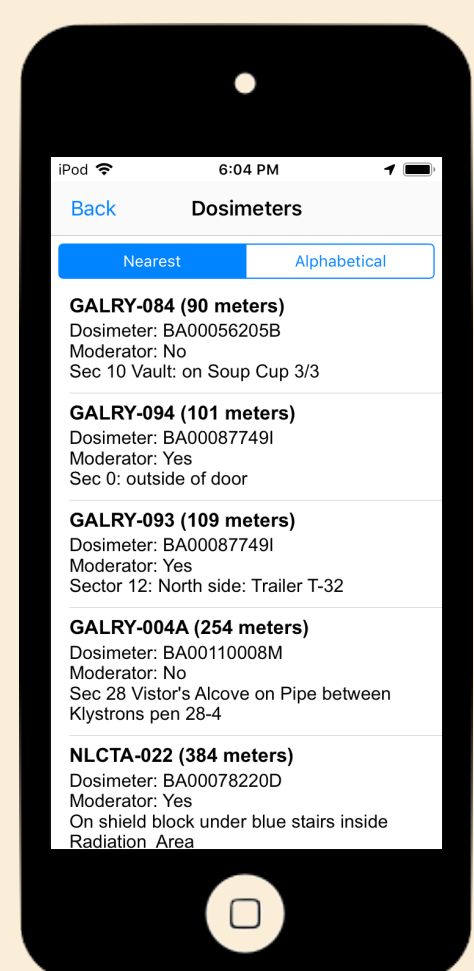 iPod 6:04 PM
Back Dosimeters
Nearest Alphabetical
GALRY-084 (90 meters)
Dosimeter: BA00056205B
Moderator: No
Sec 10 Vault: on Soup Cup 3/3
GALRY-094 (101 meters)
Dosimeter: BA00087749I
Moderator: Yes
Sec 0: outside of door
GALRY-093 (109 meters)
Dosimeter: BA00087749I
Moderator: Yes
Sector 12: North side: Trailer T-32
GALRY-004A (254 meters)
Dosimeter: BA00110008M
Moderator: No
Sec 28 Vistor's Alcove on Pipe between
Klystrons pen 28-4
NLCTA-022 (384 meters)
Dosimeter: BA00078220D
Moderator: Yes
On shield block under blue stairs inside
Radiation Area